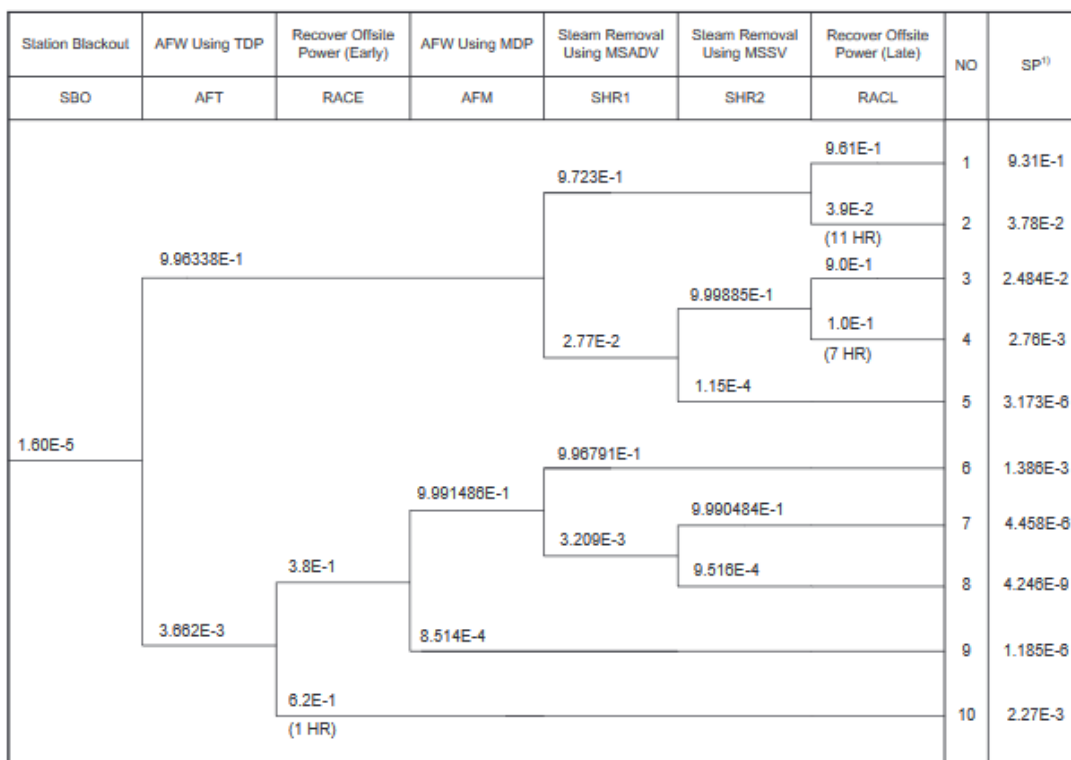 Station Blackout
AFW Using TDP
Recover Offsite
Power (Early)
AFW Using MDP
Steam Removal
Using MSADV
Steam Removal
Using MSSV
Recover Offsite
Power (Late)
NO
SP¹⁾
SBO
AFT
RACE
AFM
SHR1
SHR2
RACL
9.61E-1
1
9.31E-1
9.723E-1
3.9E-2
2
3.78E-2
(11 HR)
9.96338E-1
9.0E-1
3
2.484E-2
9.99885E-1
1.0E-1
4
2.76E-3
2.77E-2
(7 HR)
1.15E-4
5
3.173E-6
1.60E-5
9.96791E-1
6
1.386E-3
9.991486E-1
9.990484E-1
7
4.458E-6
3.209E-3
3.8E-1
9.516E-4
8
4.246E-9
3.662E-3
8.514E-4
9
1.185E-6
6.2E-1
10
2.27E-3
(1 HR)